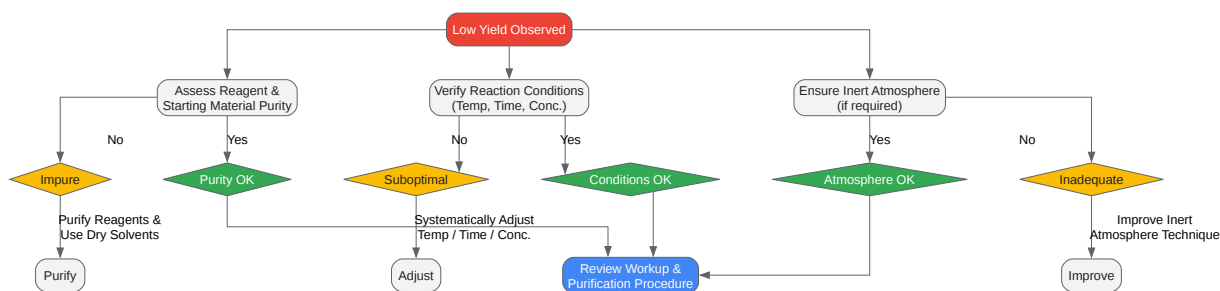 Low Yield Observed
Assess Reagent &
Starting Material Purity
Verify Reaction Conditions
(Temp, Time, Conc.)
Ensure Inert Atmosphere
(if required)
No
Yes
No
Yes
Yes
No
Impure
Purity OK
Suboptimal
Conditions OK
Atmosphere OK
Inadequate
Purify Reagents &
Use Dry Solvents
Systematically Adjust
Temp / Time / Conc.
Improve Inert
Atmosphere Technique
Purify
Adjust
Review Workup &
Purification Procedure
Improve